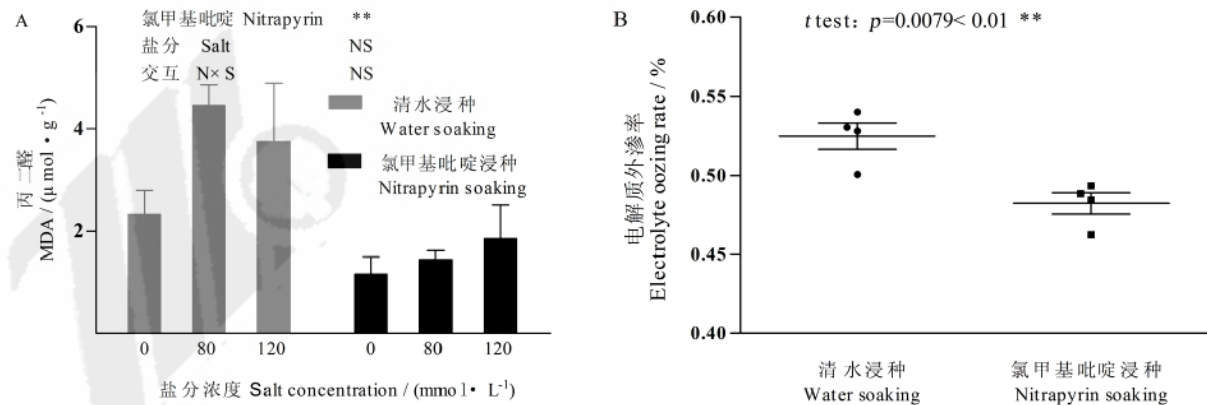 A
氯甲基吡啶 Nitrapyrin **
盐分 Salt NS
交互 N× S NS
清水浸种
Water soaking
氯甲基吡啶浸种
Nitrapyrin soaking
丙二醛
MDA / (μ mol • g⁻¹)
6
4
2
0 80 120 0 80 120
盐分浓度 Salt concentration / (mmol• L⁻¹)
B
t test: p=0.0079< 0.01 **
电解质外渗率
Electrolyte oozing rate / %
0.60
0.55
0.50
0.45
0.40
清水浸种
Water soaking
氯甲基吡啶浸种
Nitrapyrin soaking